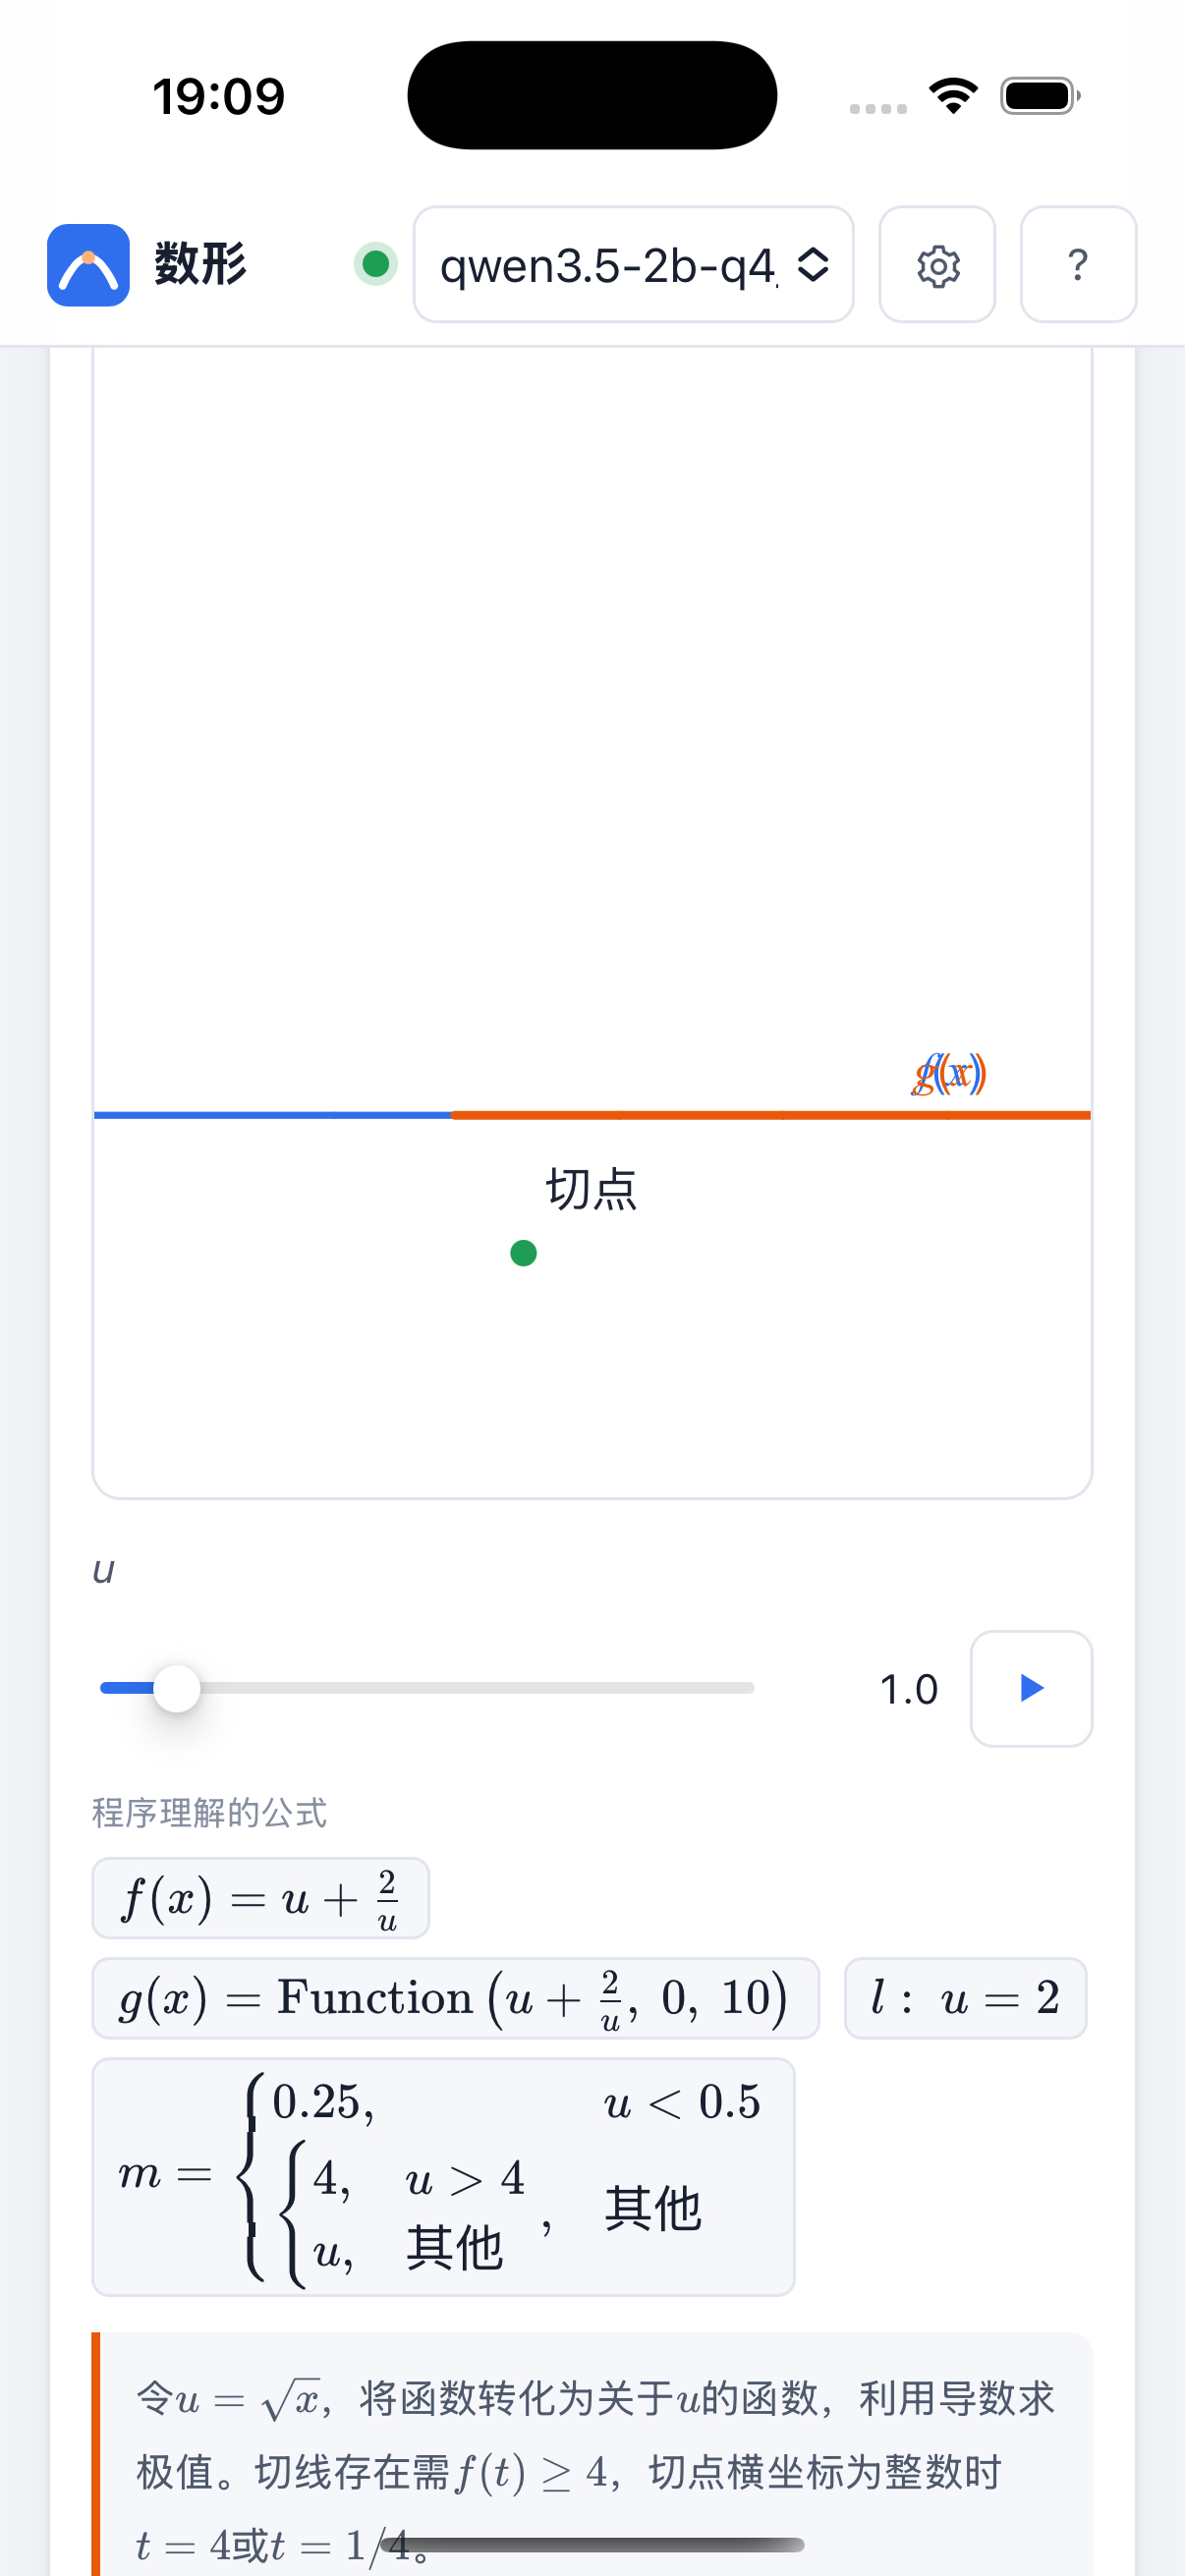 19:09
数形
qwen3.5-2b-q4_
?
f(x)
g(x)
切点
u
1.0
程序理解的公式
f(x) = u + 2/u
g(x) = Function(u + 2/u, 0, 10)
l : u = 2
m = { 0.25, u < 0.5
{ 4, u > 4
u, 其他 , 其他
令u = √x，将函数转化为关于u的函数，利用导数求
极值。切线存在需f(t) ≥ 4，切点横坐标为整数时
t = 4或t = 1/4。